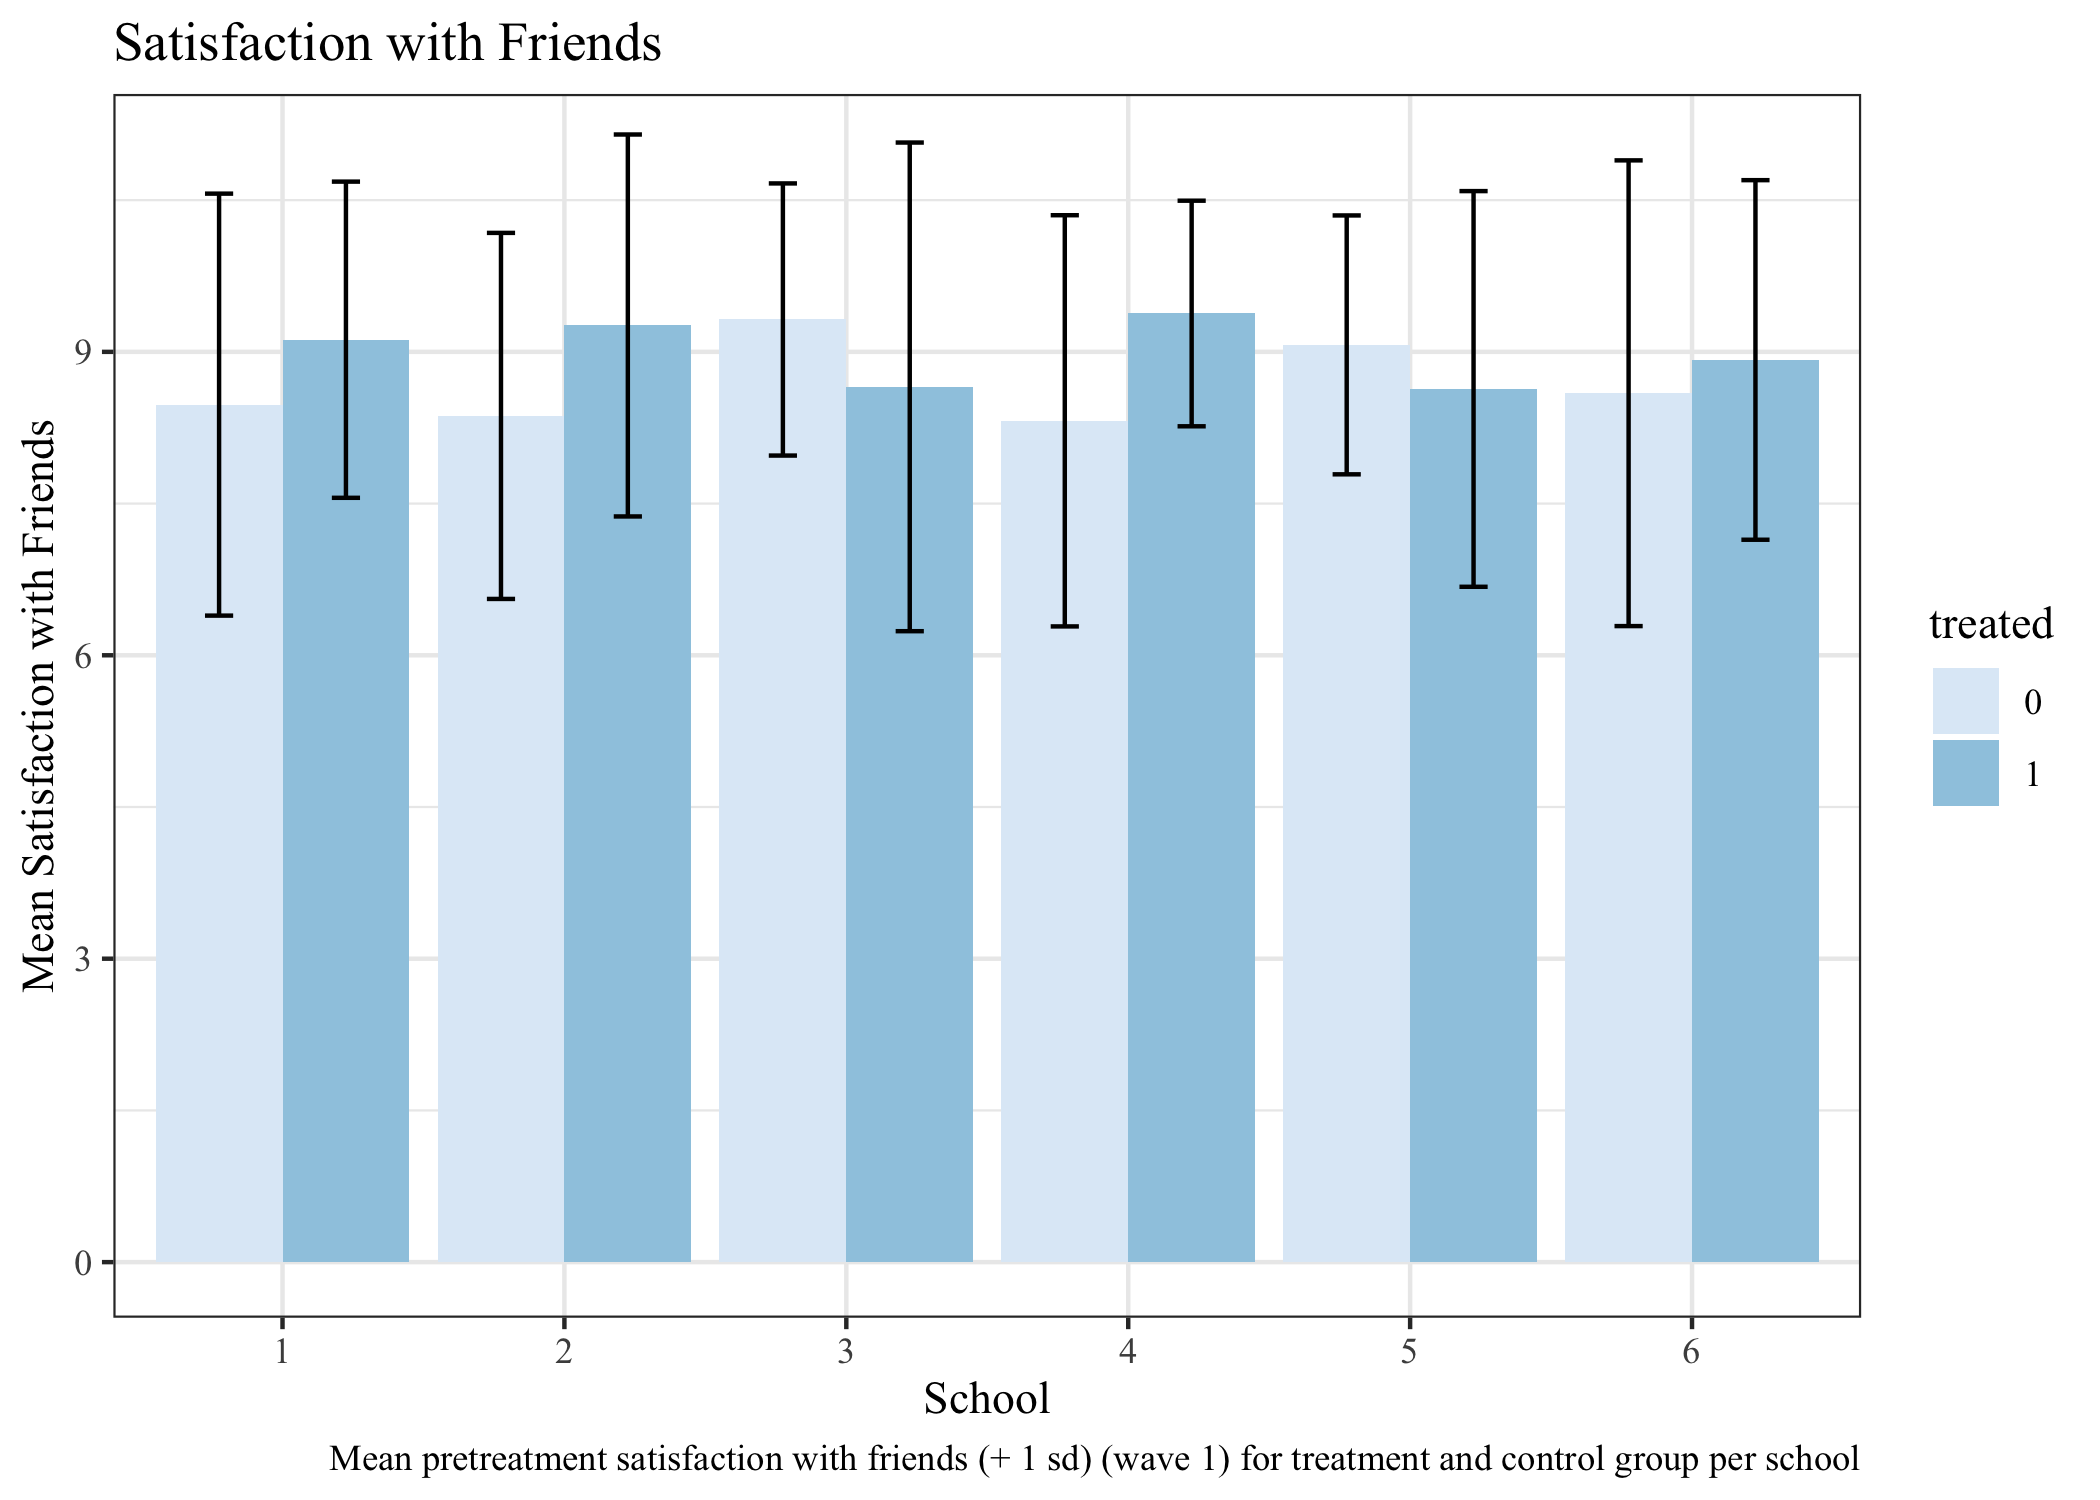 Satisfaction with Friends
Mean Satisfaction with Friends
9
6
3
0
1
2
3
4
5
6
School
treated
0
1
Mean pretreatment satisfaction with friends (+ 1 sd) (wave 1) for treatment and control group per school